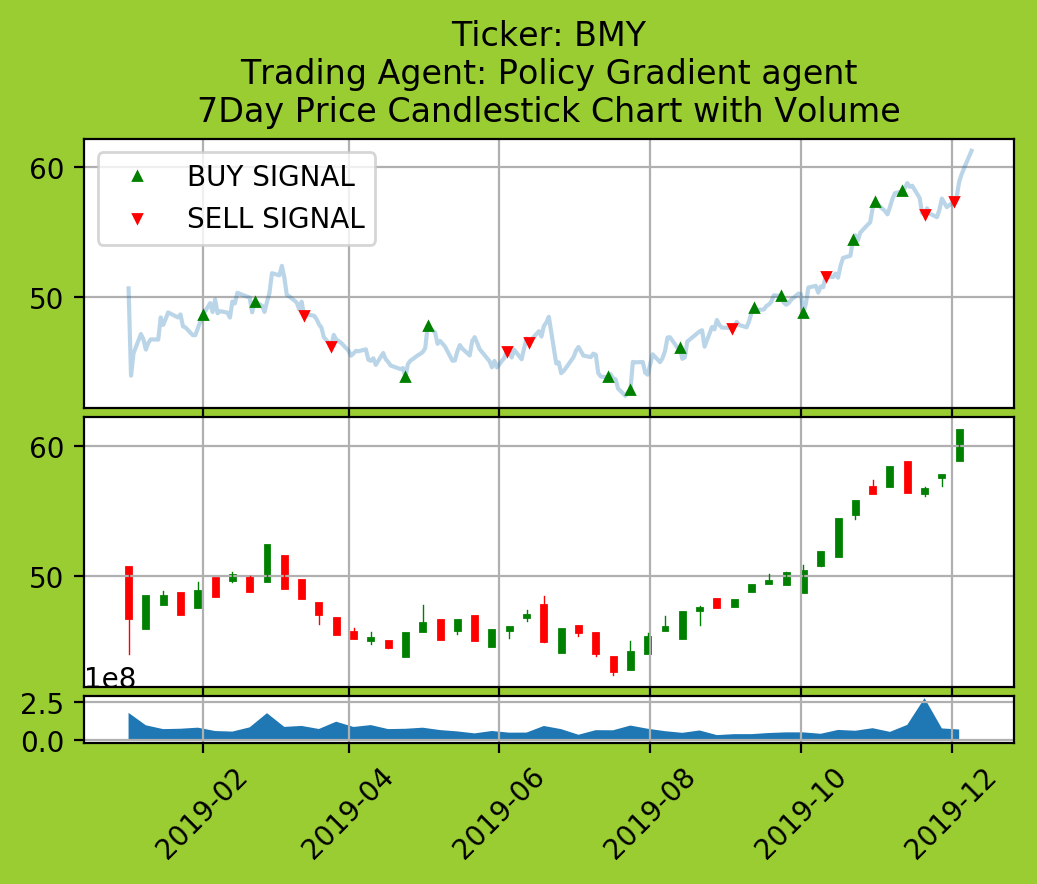 Ticker: BMY
Trading Agent: Policy Gradient agent
7Day Price Candlestick Chart with Volume
BUY SIGNAL
SELL SIGNAL
60
50
60
50
1e8
2.5
0.0
2019-02
2019-04
2019-06
2019-08
2019-10
2019-12